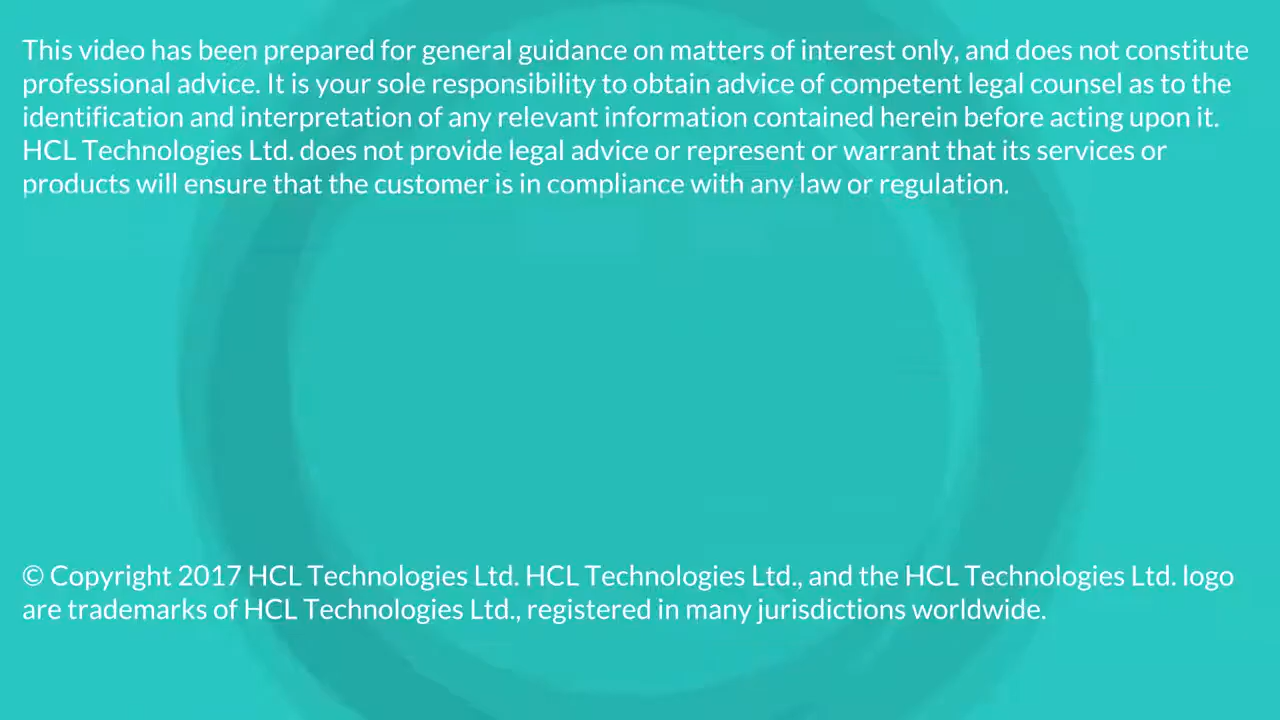 This video has been prepared for general guidance on matters of interest only, and does not constitute
professional advice. It is your sole responsibility to obtain advice of competent legal counsel as to the
identification and interpretation of any relevant information contained herein before acting upon it.
HCL Technologies Ltd. does not provide legal advice or represent or warrant that its services or
products will ensure that the customer is in compliance with any law or regulation.
© Copyright 2017 HCL Technologies Ltd. HCL Technologies Ltd., and the HCL Technologies Ltd. logo
are trademarks of HCL Technologies Ltd., registered in many jurisdictions worldwide.